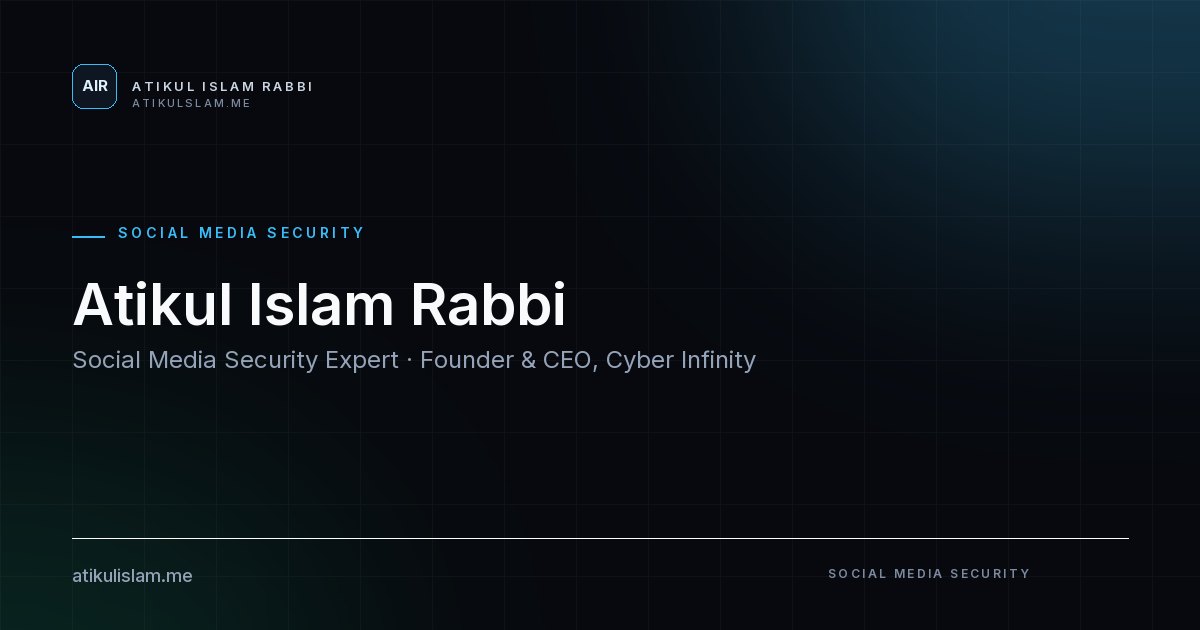 AIR
ATIKUL ISLAM RABBI
ATIKULSLAM.ME
SOCIAL MEDIA SECURITY
Atikul Islam Rabbi
Social Media Security Expert · Founder & CEO, Cyber Infinity
atikulislam.me
SOCIAL MEDIA SECURITY